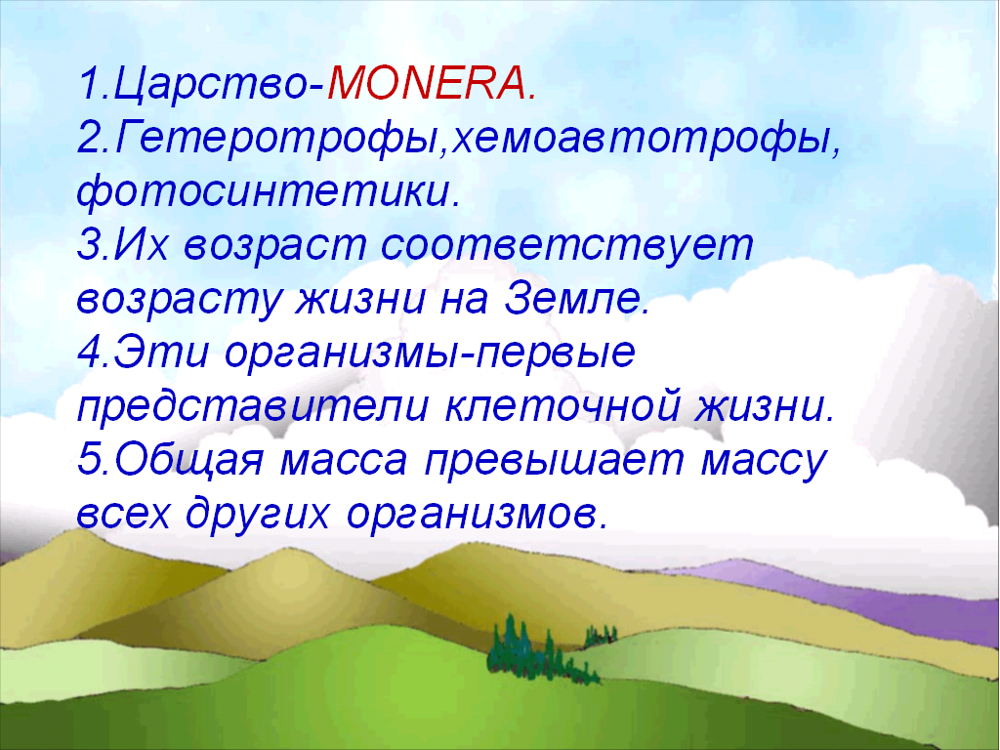 1.Царство-MONERA.
2.Гетеротрофы,хемоавтотрофы,
фотосинтетики.
3.Их возраст соответствует
возрасту жизни на Земле.
4.Эти организмы-первые
представители клеточной жизни.
5.Общая масса превышает массу
всех других организмов.